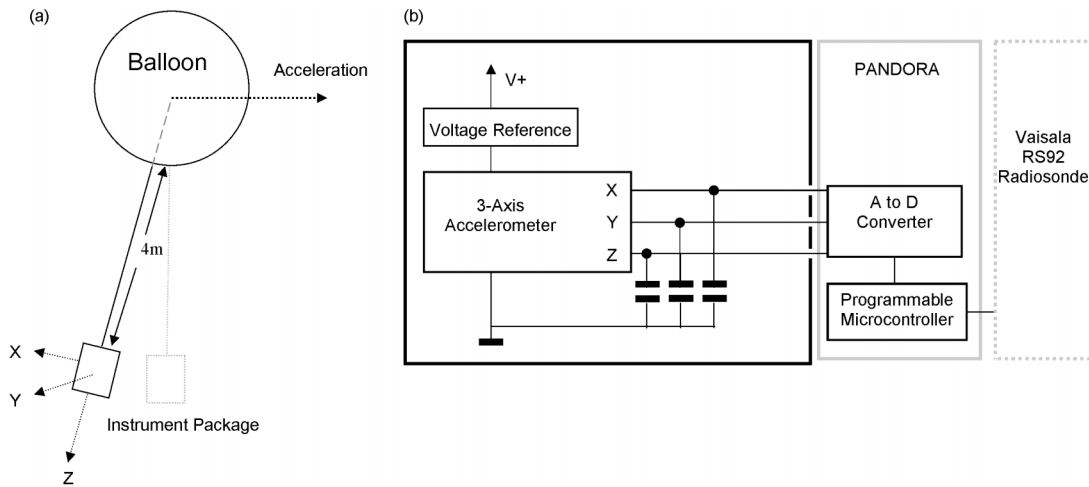 (a)
Balloon
Acceleration
4m
X
Y
Z
Instrument Package
(b)
V+
Voltage Reference
3-Axis
Accelerometer
X
Y
Z
PANDORA
A to D
Converter
Programmable
Microcontroller
Vaisala
RS92
Radiosonde